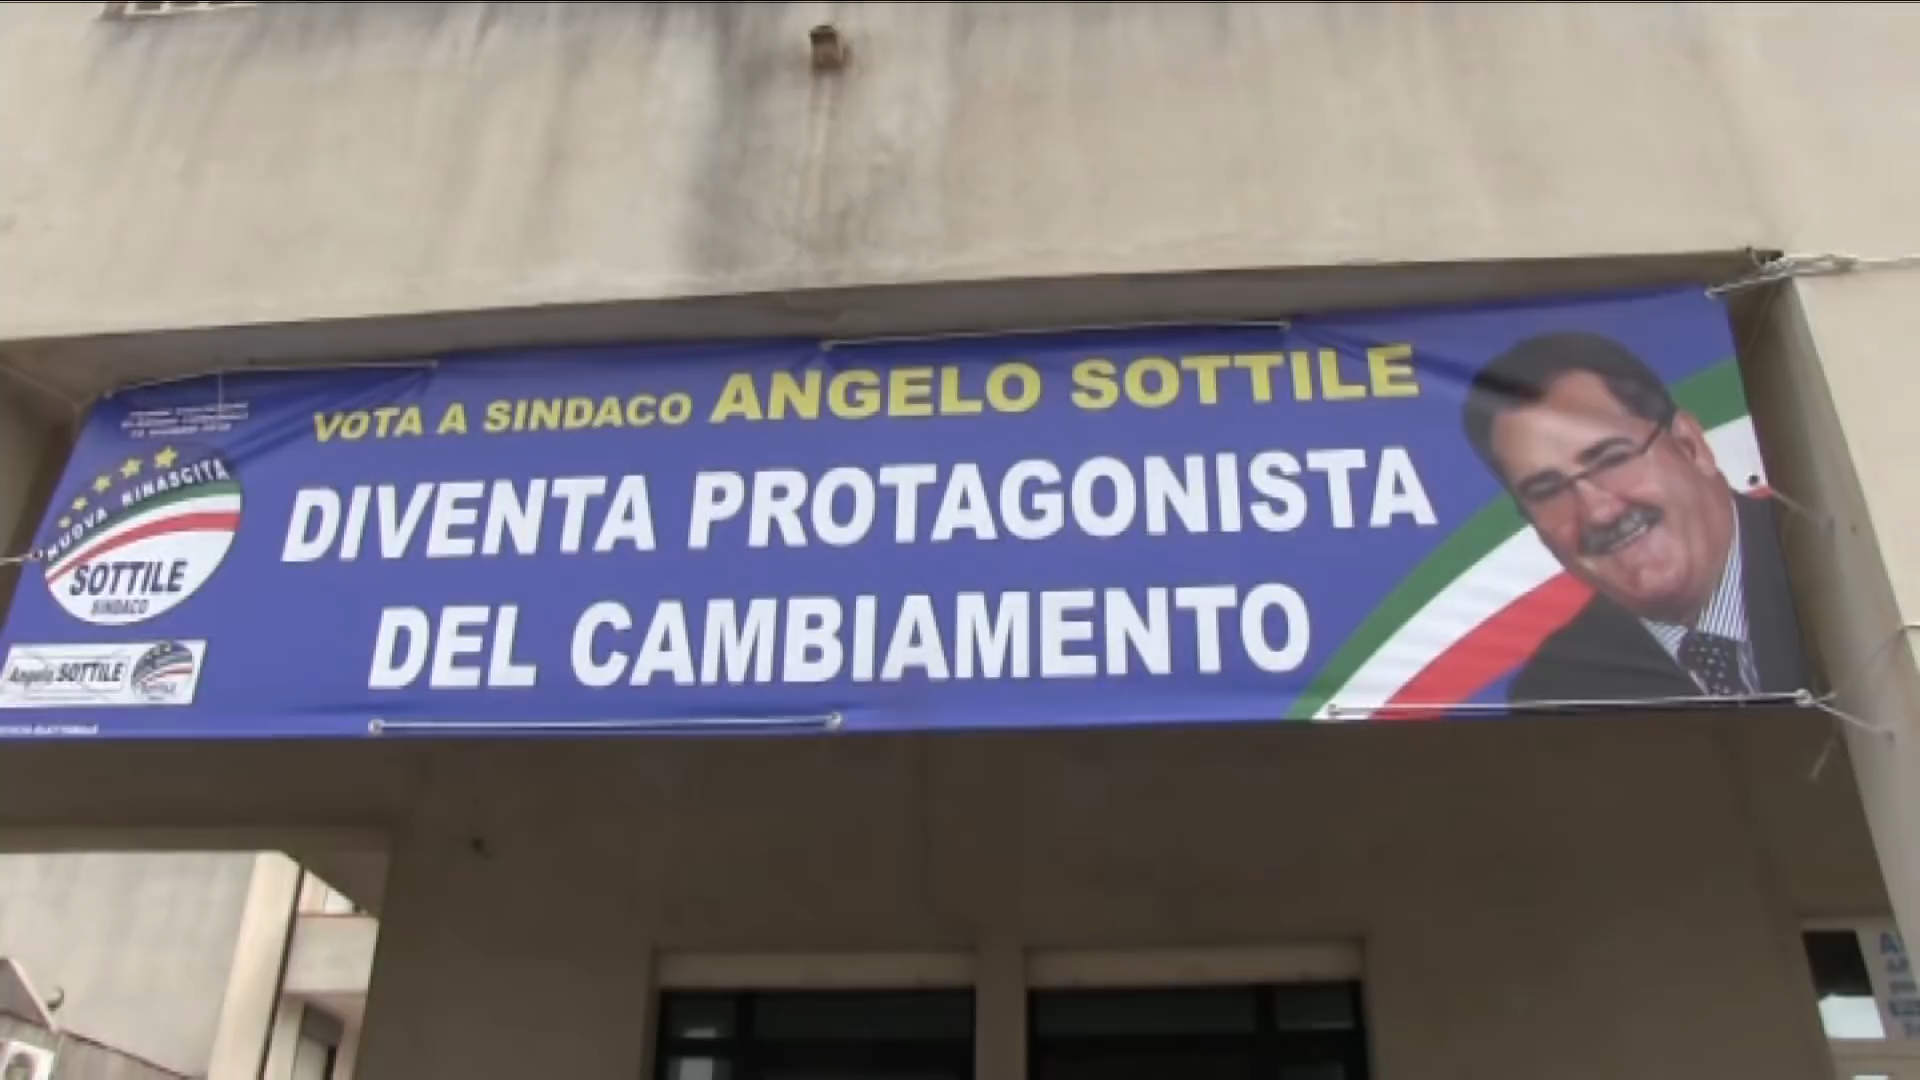 VOTA A SINDACO ANGELO SOTTILE
DIVENTA PROTAGONISTA
DEL CAMBIAMENTO
NUOVA RINASCITA
SOTTILE
SINDACO
Angelo SOTTILE